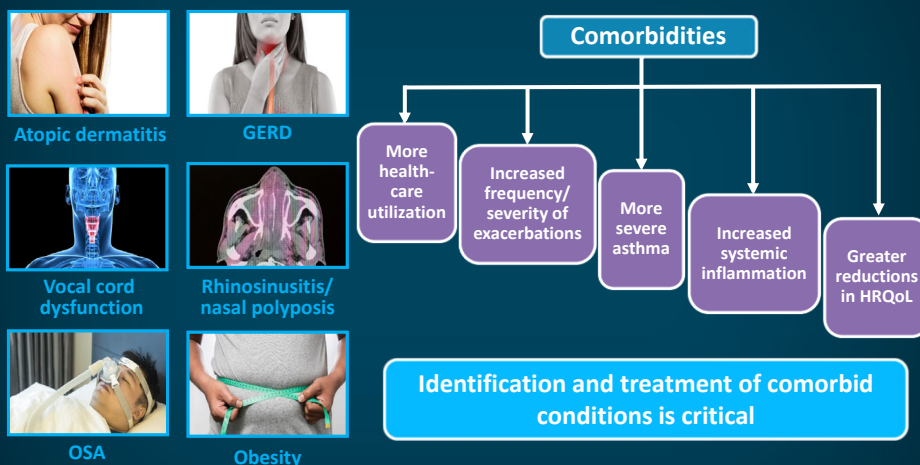 Atopic dermatitis
GERD
Vocal cord
dysfunction
Rhinosinusitis/
nasal polyposis
OSA
Obesity
Comorbidities
More
health-
care
utilization
Increased
frequency/
severity of
exacerbations
More
severe
asthma
Increased
systemic
inflammation
Greater
reductions
in HRQoL
Identification and treatment of comorbid
conditions is critical